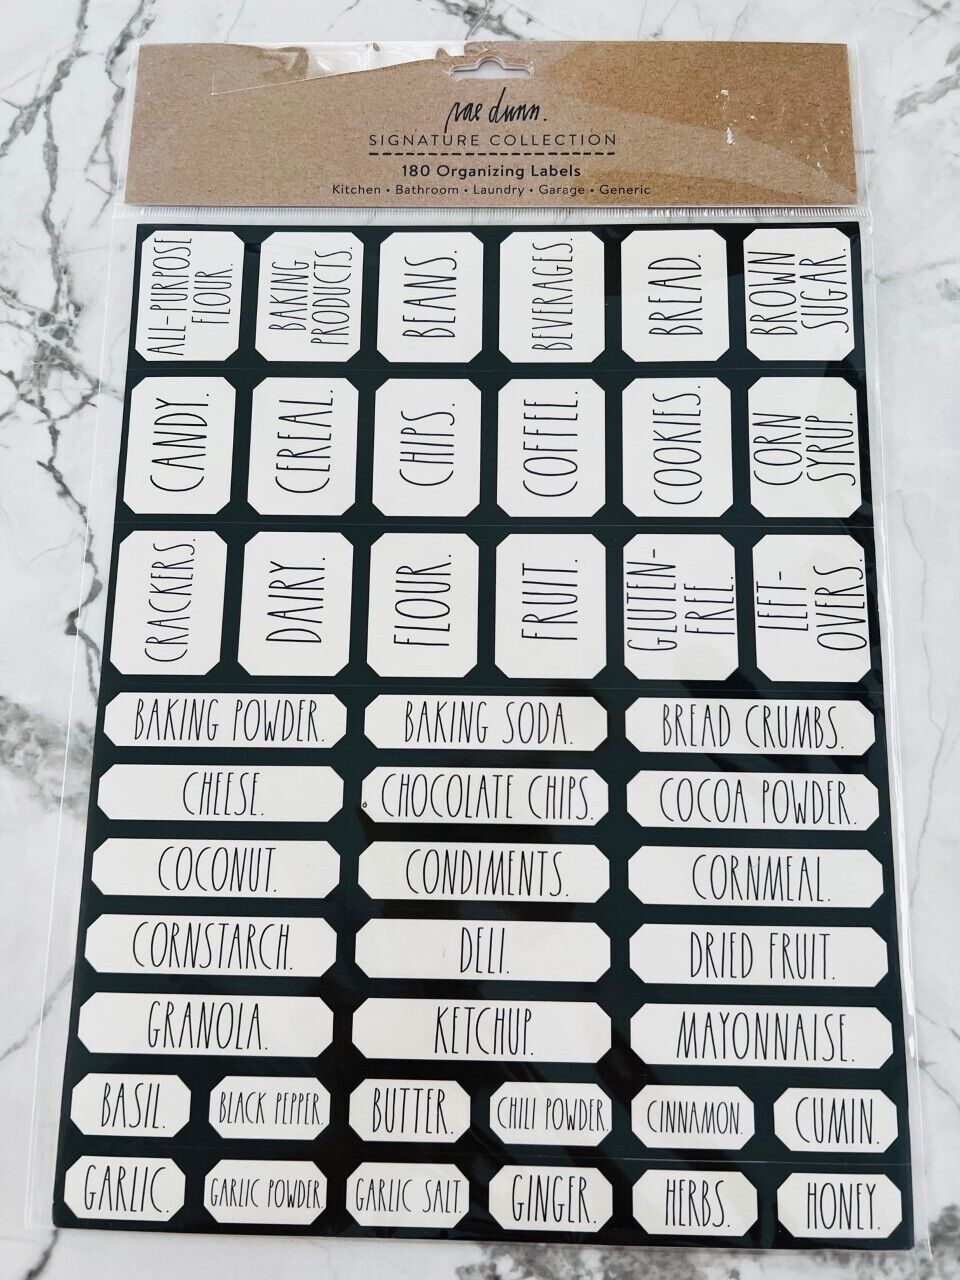 rae dunn.
SIGNATURE COLLECTION
180 Organizing Labels
Kitchen • Bathroom • Laundry • Garage • Generic
ALL-PURPOSE
FLOUR.
BAKING
PRODUCTS.
BEANS.
BEVERAGES.
BREAD.
BROWN
SUGAR.
CANDY.
CEREAL.
CHIPS.
COFFEE.
COOKIES.
CORN
SYRUP.
CRACKERS.
DAIRY.
FLOUR.
FRUIT.
GLUTEN-
FREE.
LEFT-
OVERS.
BAKING POWDER.
BAKING SODA.
BREAD CRUMBS.
CHEESE.
CHOCOLATE CHIPS.
COCOA POWDER.
COCONUT.
CONDIMENTS.
CORNMEAL.
CORNSTARCH.
DELI.
DRIED FRUIT.
GRANOLA.
KETCHUP.
MAYONNAISE.
BASIL.
BLACK PEPPER.
BUTTER.
CHILI POWDER.
CINNAMON.
CUMIN.
GARLIC.
GARLIC POWDER.
GARLIC SALT.
GINGER.
HERBS.
HONEY.